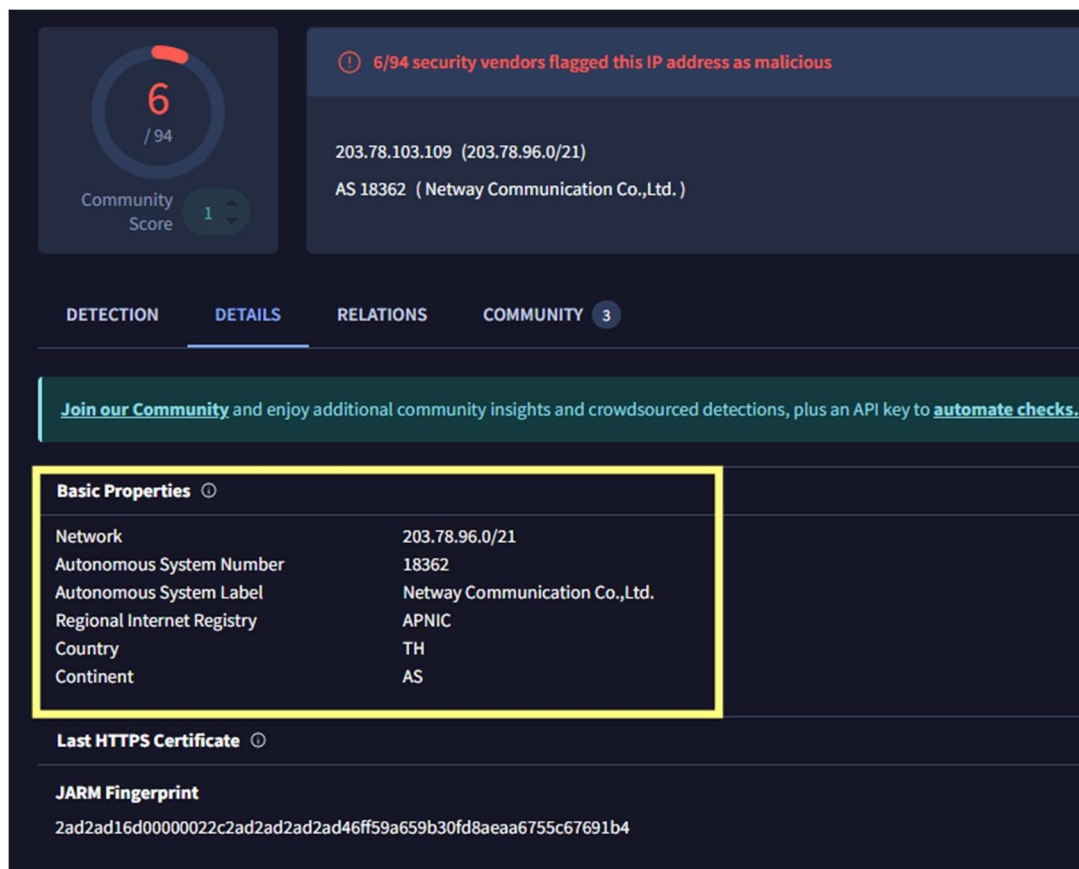 6
/ 94
Community
Score
1
6/94 security vendors flagged this IP address as malicious
203.78.103.109 (203.78.96.0/21)
AS 18362 ( Netway Communication Co.,Ltd. )
DETECTION DETAILS RELATIONS COMMUNITY 3
Join our Community and enjoy additional community insights and crowdsourced detections, plus an API key to automate checks.
Basic Properties
Network 203.78.96.0/21
Autonomous System Number 18362
Autonomous System Label Netway Communication Co.,Ltd.
Regional Internet Registry APNIC
Country TH
Continent AS
Last HTTPS Certificate
JARM Fingerprint
2ad2ad16d00000022c2ad2ad2ad2ad46ff59a659b30fd8aeaa6755c67691b4